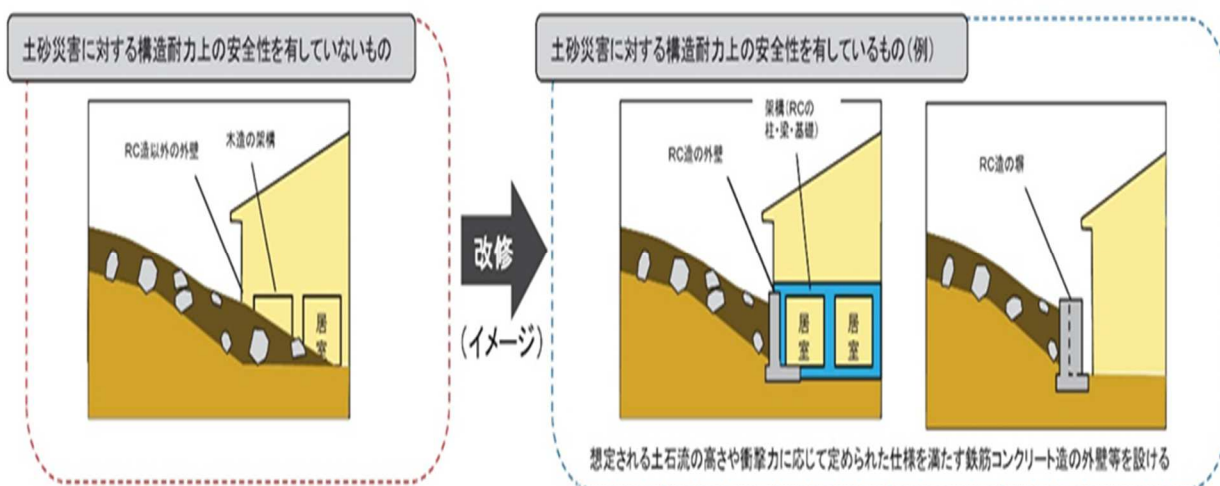 土砂災害に対する構造耐力上の安全性を有していないもの
RC造以外の外壁
木造の架構
居
室
改修
(イメージ)
土砂災害に対する構造耐力上の安全性を有しているもの(例)
RC造の外壁
架構(RCの
柱・梁・基礎)
居
室
居
室
RC造の塀
想定される土石流の高さや衝撃力に応じて定められた仕様を満たす鉄筋コンクリート造の外壁等を設ける